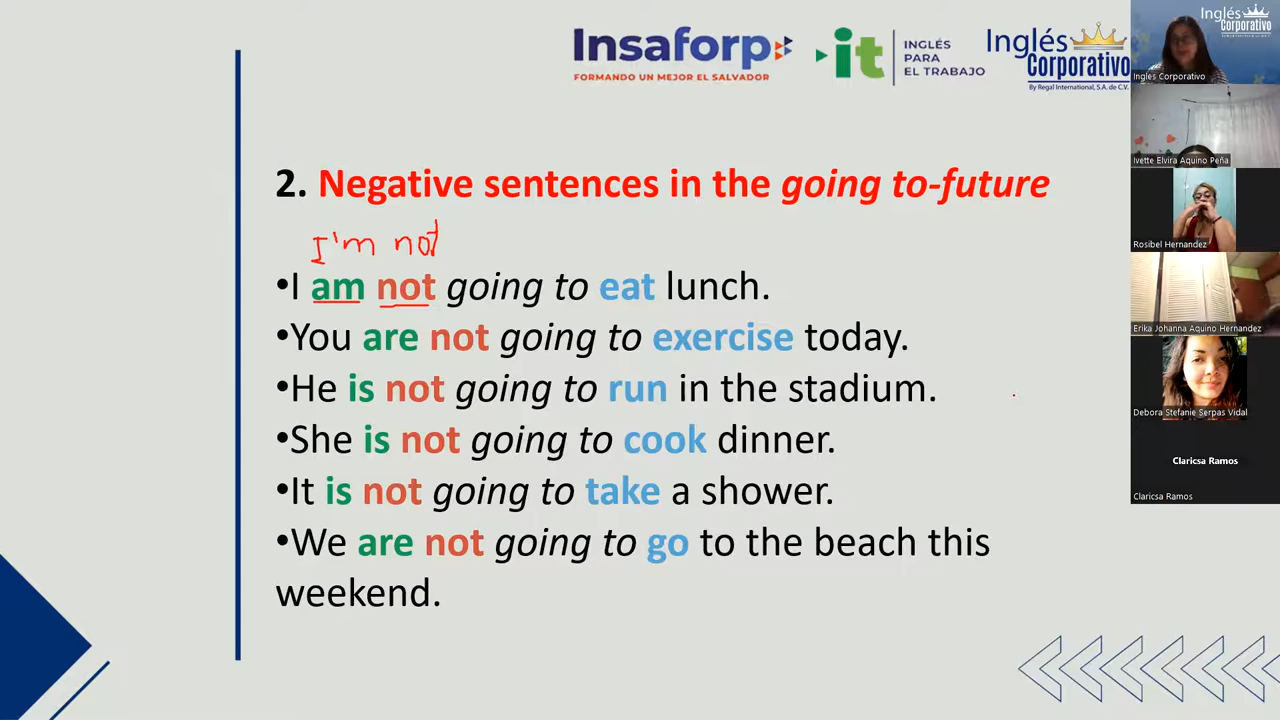 Insaforp
FORMANDO UN MEJOR EL SALVADOR
it
INGLÉS
PARA
EL TRABAJO
Inglés
Corporativo
By Regal International, S.A. de C.V.
2. Negative sentences in the going to-future
I'm not
•I am not going to eat lunch.
•You are not going to exercise today.
•He is not going to run in the stadium.
•She is not going to cook dinner.
•It is not going to take a shower.
•We are not going to go to the beach this
weekend.
Inglés
Corporativo
Inglés Corporativo
Ivette Elvira Aquino Peña
Rosibel Hernandez
Erika Johanna Aquino Hernandez
Debora Stefanie Serpas Vidal
Claricsa Ramos
Claricsa Ramos